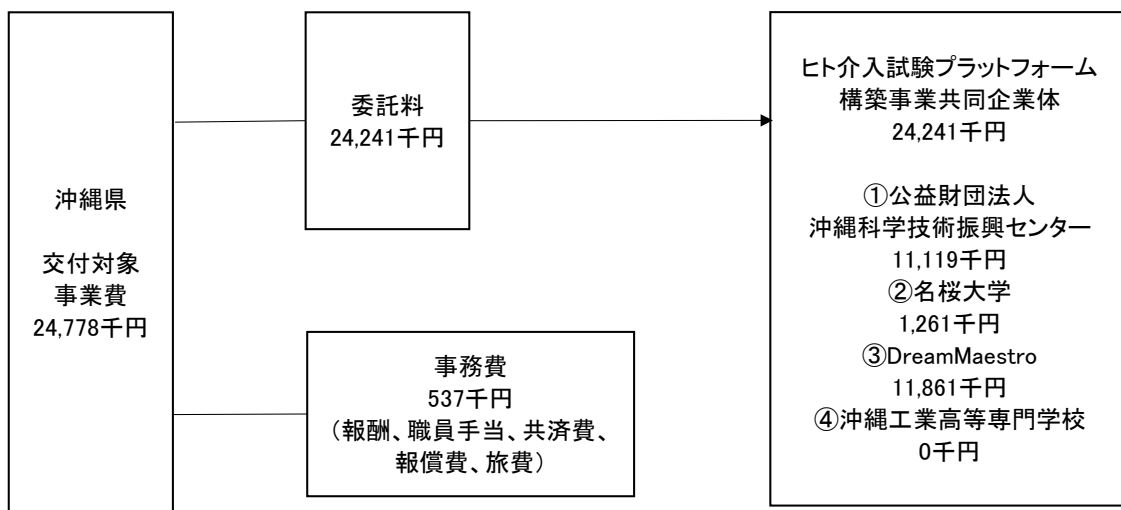 沖縄県
交付対象
事業費
24,778千円
委託料
24,241千円
事務費
537千円
（報酬、職員手当、共済費、
報償費、旅費）
ヒト介入試験プラットフォーム
構築事業共同企業体
24,241千円
①公益財団法人
沖縄科学技術振興センター
11,119千円
②名桜大学
1,261千円
③DreamMaestro
11,861千円
④沖縄工業高等専門学校
0千円